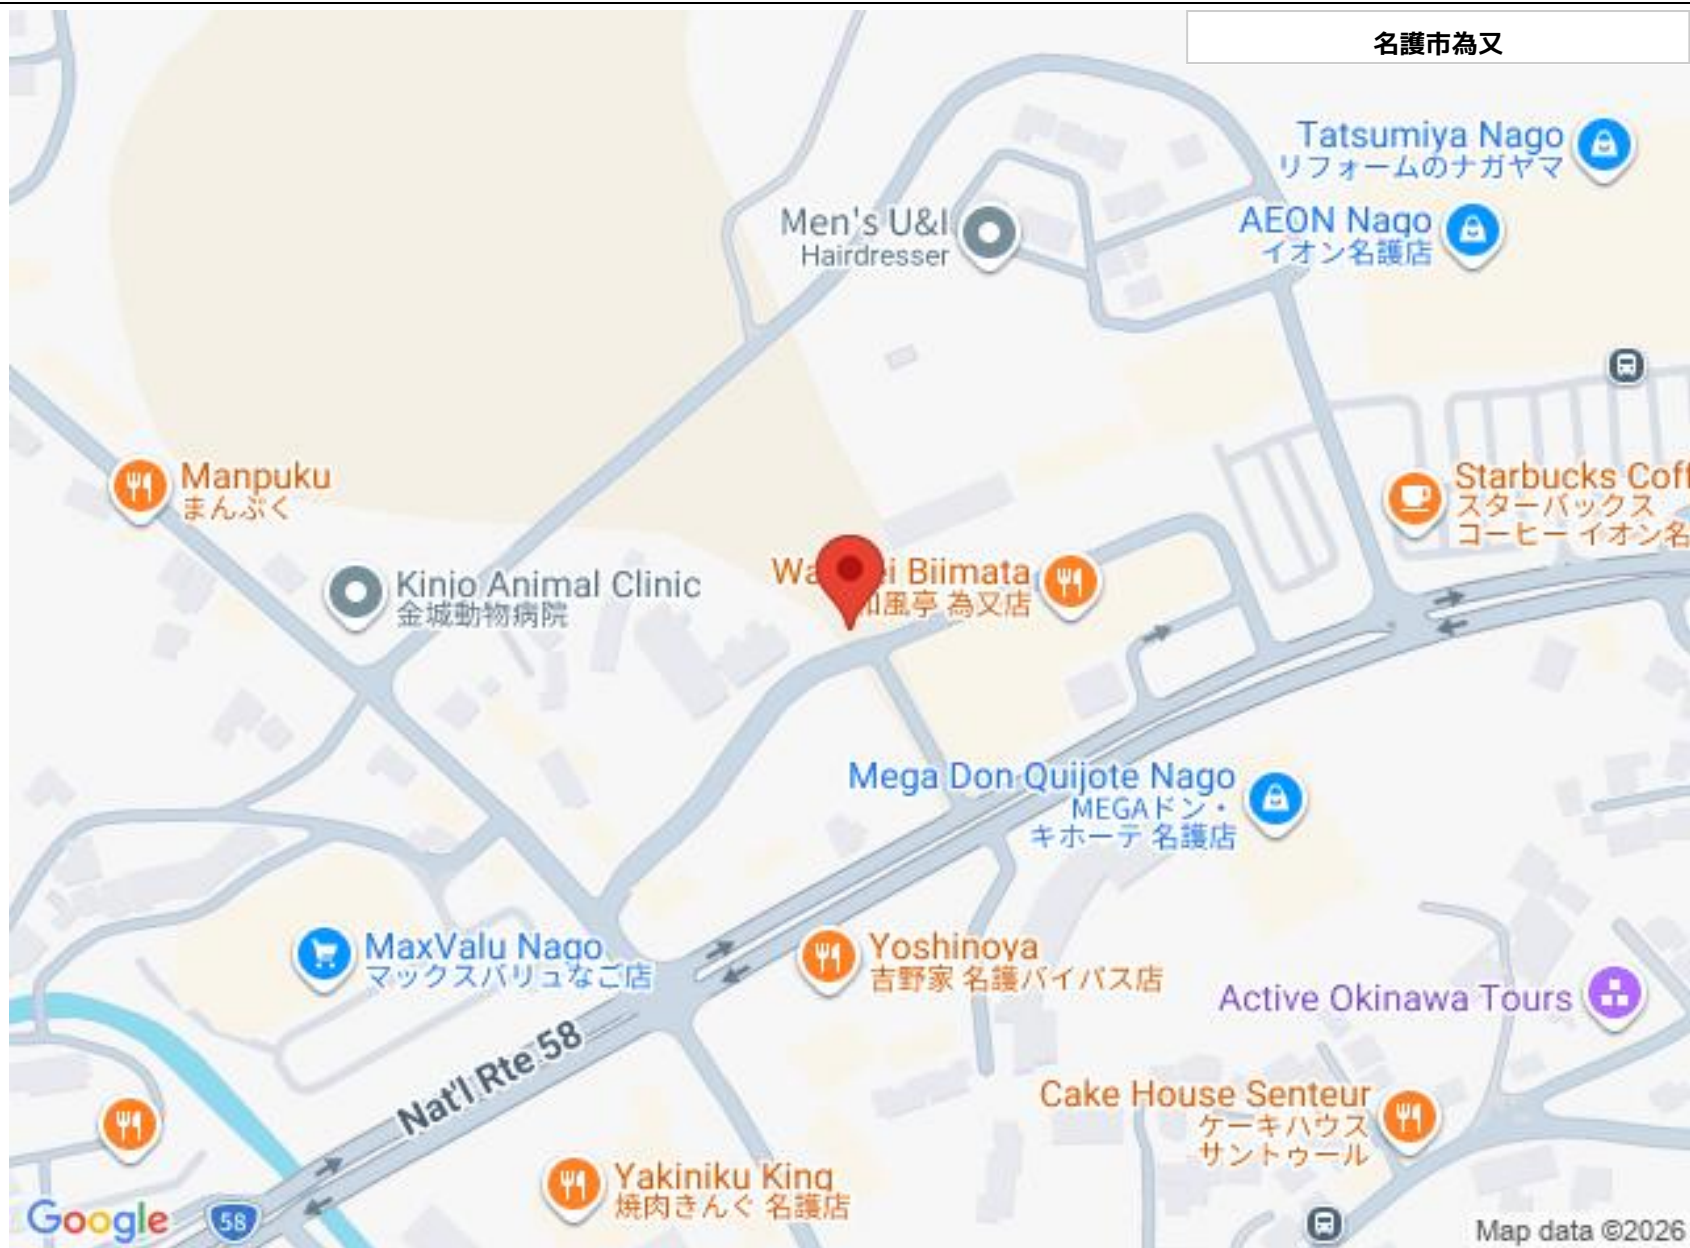 名護市為又
Tatsumiya Nago
リフォームのナガヤマ
Men's U&I
Hairdresser
AEON Nago
イオン名護店
Manpuku
まんぷく
Starbucks Coff
スターバックス
コーヒー イオン名
Kinjo Animal Clinic
金城動物病院
Wa
i Biimata
風亭 為又店
Mega Don Quijote Nago
MEGAドン・
キホーテ 名護店
MaxValu Nago
マックスバリュなご店
Yoshinoya
吉野家 名護バイパス店
Active Okinawa Tours
Nat'l Rte 58
Cake House Senteur
ケーキハウス
サントゥール
Yakiniku King
焼肉きんぐ 名護店
Google
58
Map data ©2026